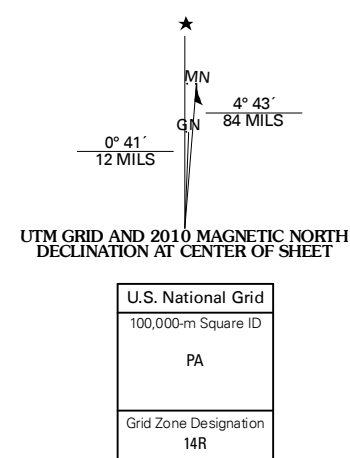 MN
4° 43´
84 MILS
GN
0° 41´
12 MILS
UTM GRID AND 2010 MAGNETIC NORTH
DECLINATION AT CENTER OF SHEET
U.S. National Grid
100,000-m Square ID
PA
Grid Zone Designation
14R